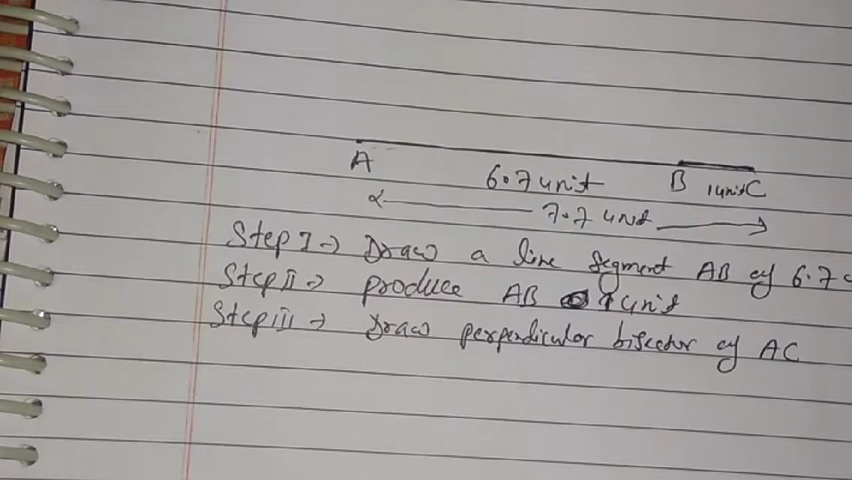 A 6.7 unit B 1unit C
7.7 unit
Step I → Draw a line segment AB of 6.7
Step II → produce AB 1 unit
Step III → Draw perpendicular bisector of AC